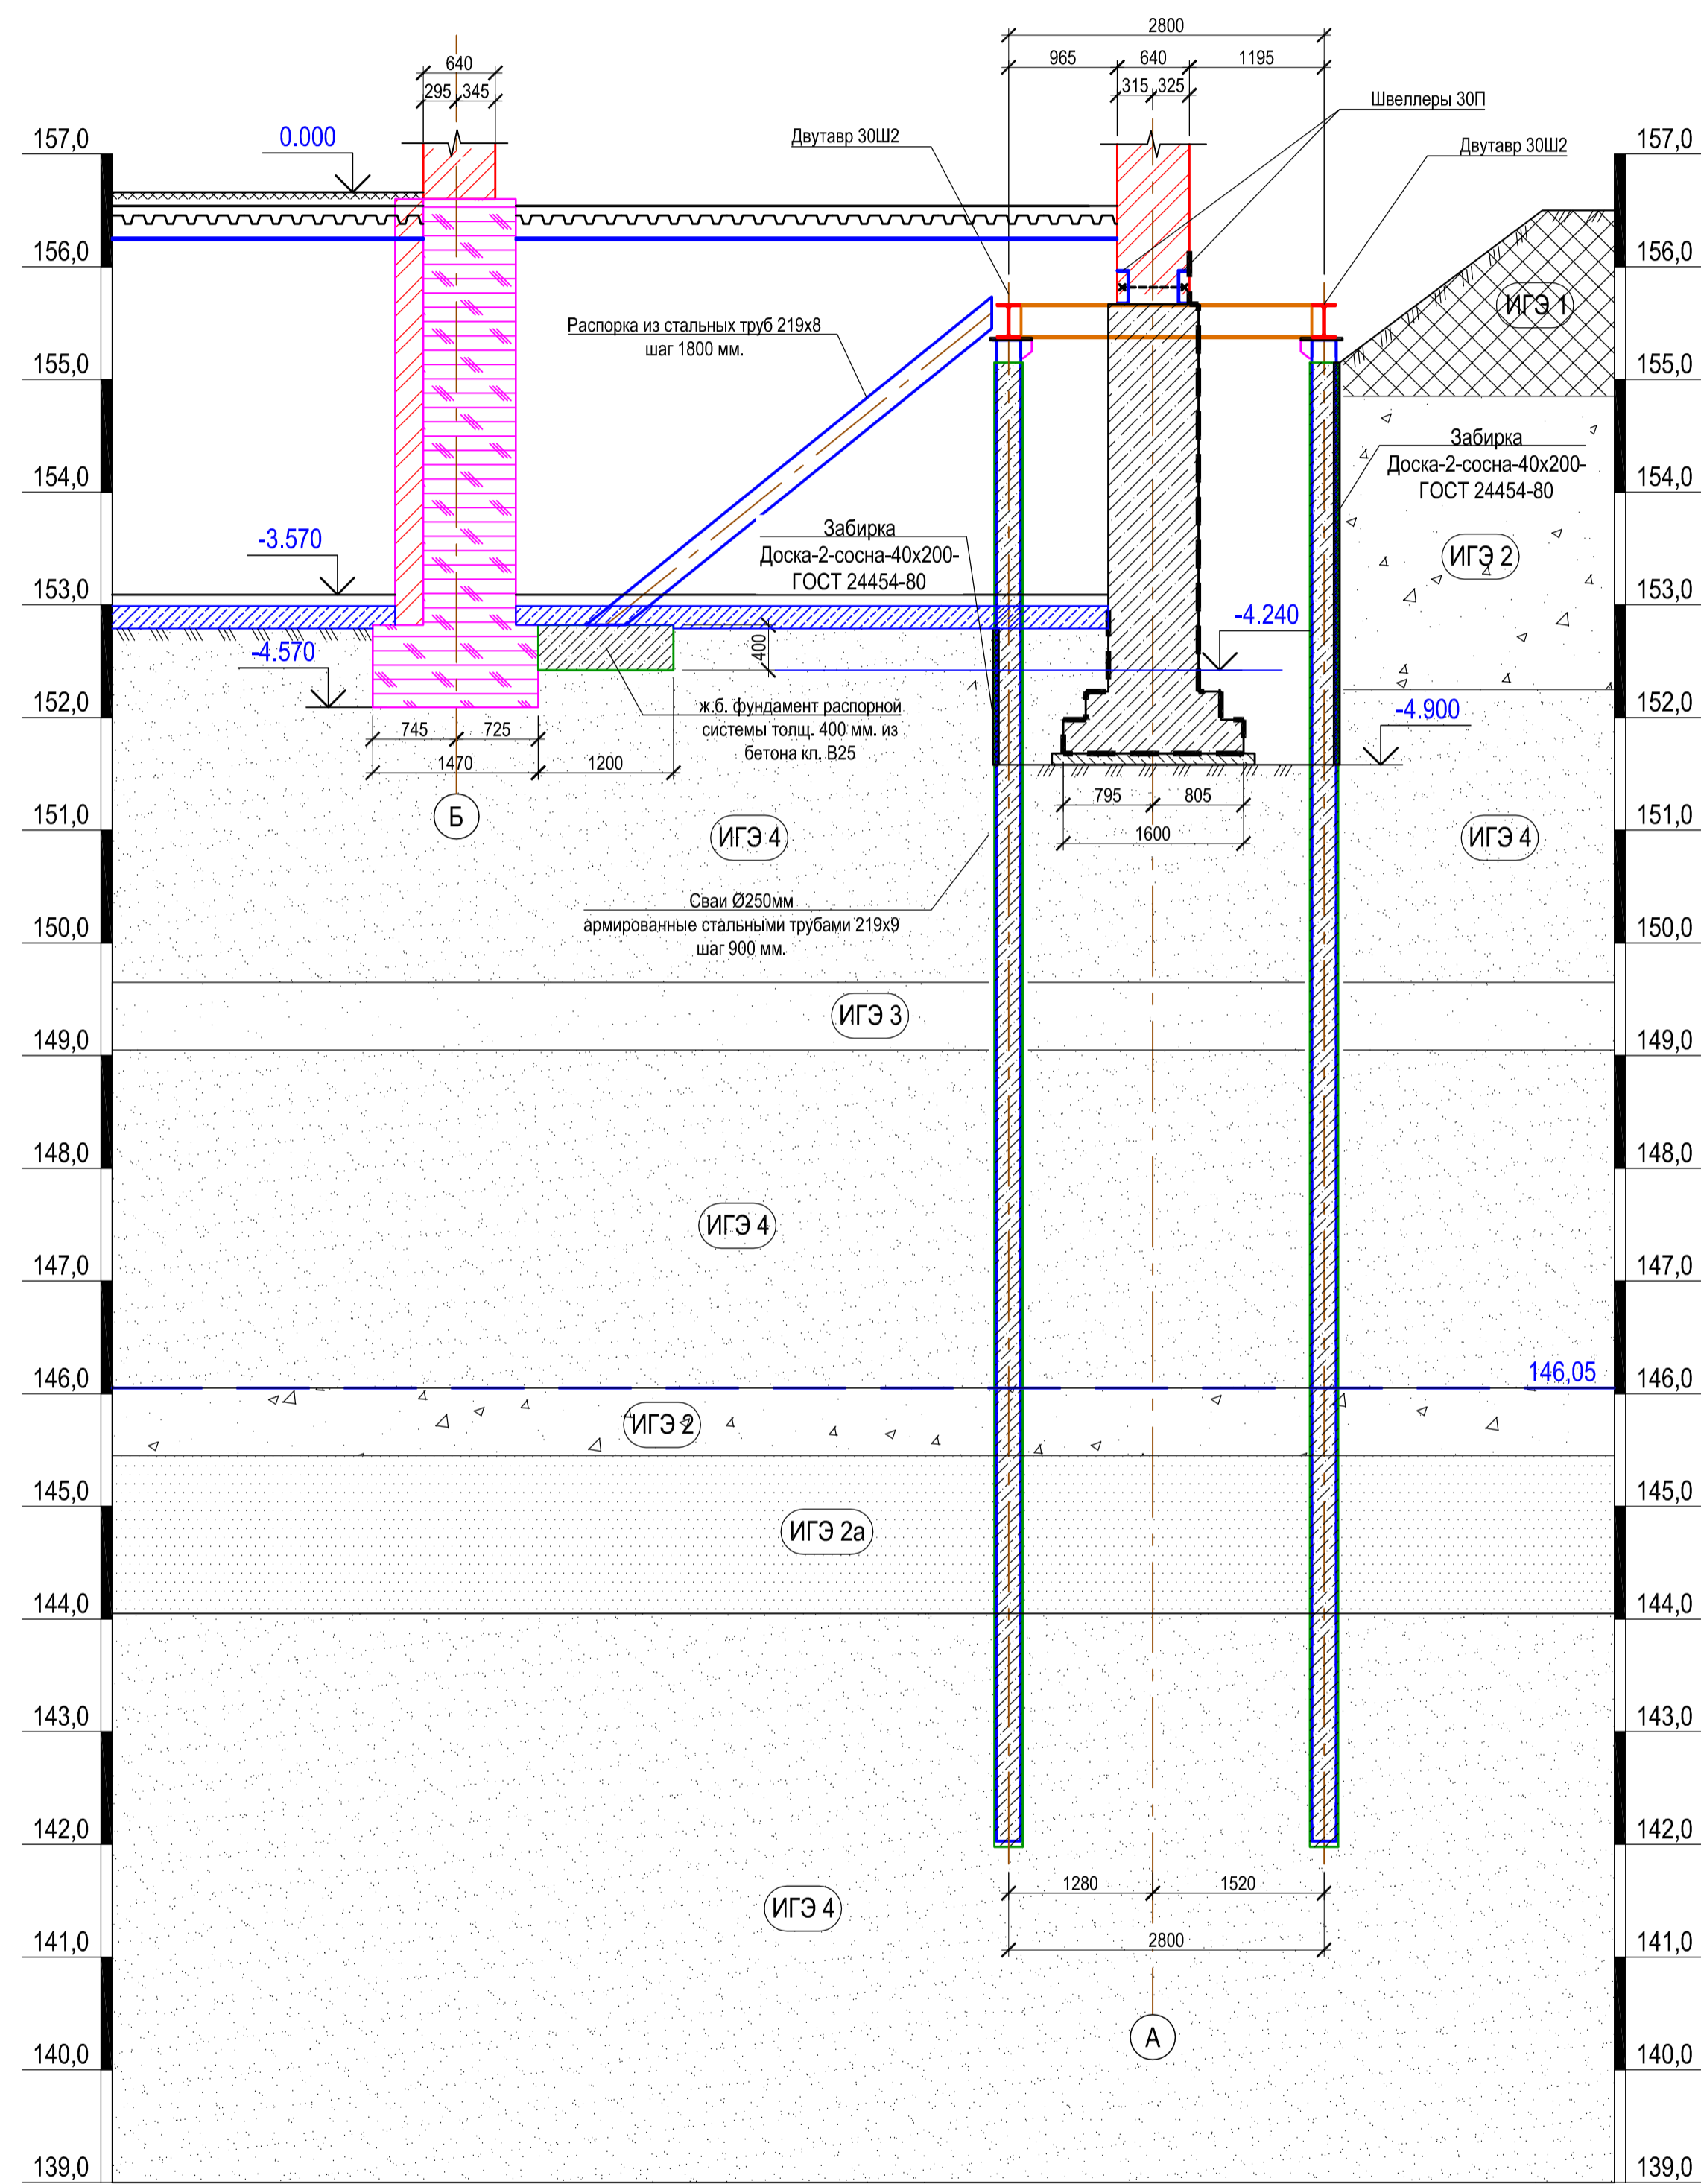 2800
965 640 1195
315 325
640
295 345
Швеллеры 30П
Двутавр 30Ш2
Двутавр 30Ш2
0.000
157,0
157,0
156,0
156,0
ИГЭ 1
Распорка из стальных труб 219х8
шаг 1800 мм.
155,0
155,0
Забирка
Доска-2-сосна-40х200-
ГОСТ 24454-80
154,0
154,0
Забирка
Доска-2-сосна-40х200-
ГОСТ 24454-80
ИГЭ 2
-3.570
153,0
153,0
-4.240
400
-4.570
152,0
152,0
-4.900
ж.б. фундамент распорной
системы толщ. 400 мм. из
бетона кл. В25
745 725
1470 1200
795 805
1600
Б
151,0
151,0
ИГЭ 4
ИГЭ 4
Сваи Ø250мм
армированные стальными трубами 219х9
шаг 900 мм.
150,0
150,0
ИГЭ 3
149,0
149,0
148,0
148,0
ИГЭ 4
147,0
147,0
146,05
146,0
146,0
ИГЭ 2
145,0
145,0
ИГЭ 2а
144,0
144,0
143,0
143,0
142,0
142,0
1280 1520
ИГЭ 4
2800
141,0
141,0
А
140,0
140,0
139,0
139,0